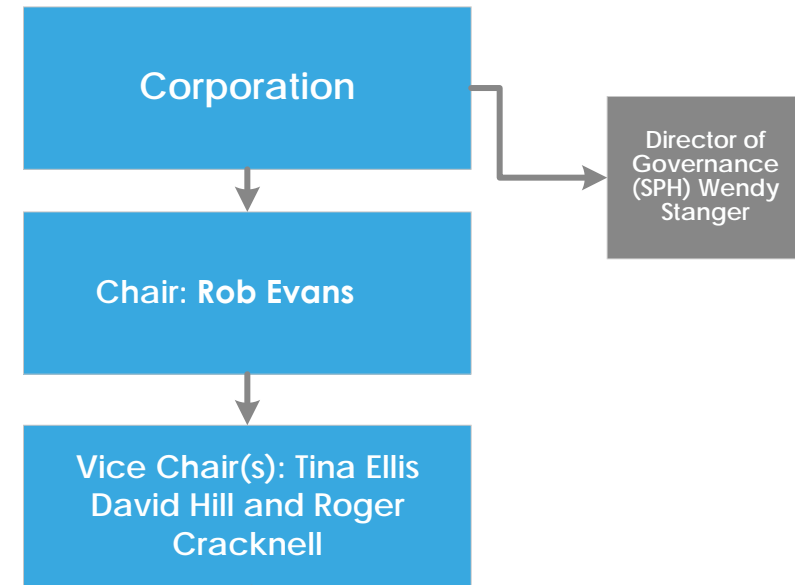 Corporation
Director of
Governance
(SPH) Wendy
Stanger
Chair: Rob Evans
Vice Chair(s): Tina Ellis
David Hill and Roger
Cracknell